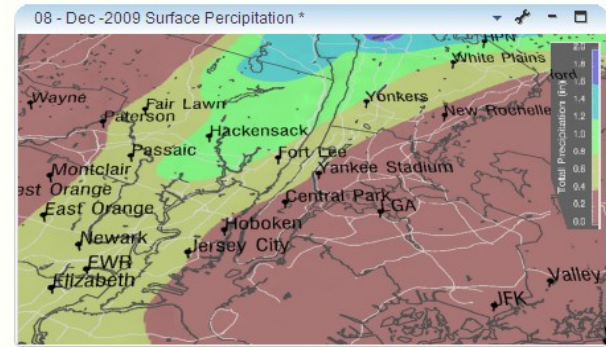 08 - Dec -2009 Surface Percipitation *
HPN
White Plains
Wayne
Fair Lawn
Yonkers
Paterson
New Rochelle
Hackensack
Passaic
Fort Lee
Montclair
Yankee Stadium
est Orange
Central Park
LGA
East Orange
Hoboken
Newark
Jersey City
EWR
Elizabeth
Valley
JFK
Total Precipitation (in)
2.0
1.8
1.6
1.4
1.2
1.0
0.8
0.6
0.4
0.2
0.0